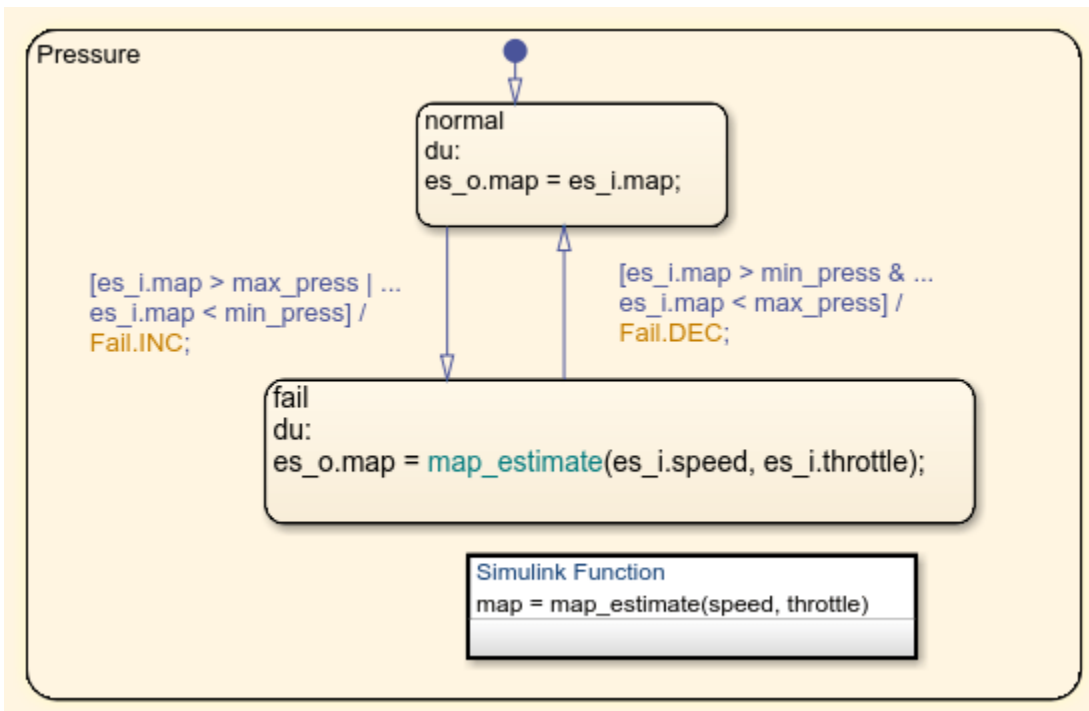 Pressure
normal
du:
es_o.map = es_i.map;
[es_i.map > max_press | ...
es_i.map < min_press] /
Fail.INC;
[es_i.map > min_press & ...
es_i.map < max_press] /
Fail.DEC;
fail
du:
es_o.map = map_estimate(es_i.speed, es_i.throttle);
Simulink Function
map = map_estimate(speed, throttle)